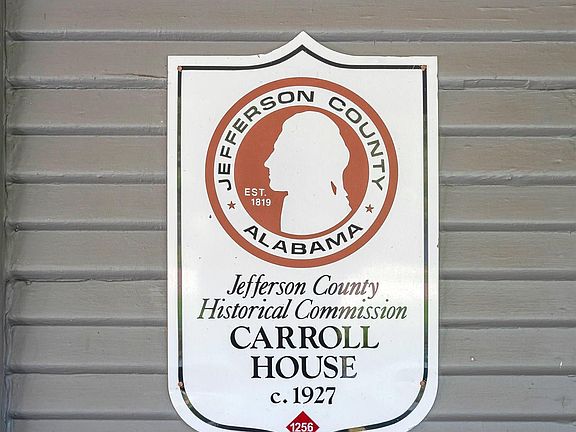 JEFFERSON COUNTY
EST.
1819
ALABAMA
Jefferson County
Historical Commission
CARROLL
HOUSE
c. 1927
1256